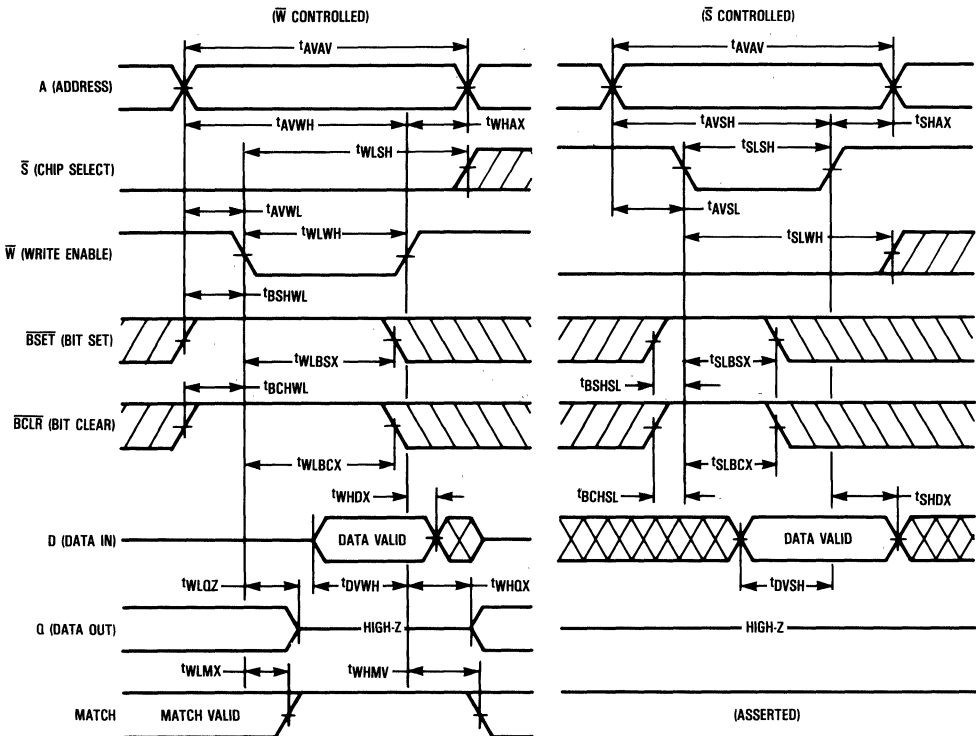 (W̅ CONTROLLED) (S̅ CONTROLLED)
tAVAV tAVAV
A (ADDRESS)
tAVWH tWHAX tAVSH tSHAX
tWLSH tSLSH
S̅ (CHIP SELECT)
tAVWL tAVSL
tWLWH tSLWH
W̅ (WRITE ENABLE)
tBSHWL
B̅S̅E̅T̅ (BIT SET)
tWLBSX tSLBSX
tBCHWL tBSHSL
B̅C̅L̅R̅ (BIT CLEAR)
tWLBCX tSLBCX
tWHDX tBCHSL tSHDX
D (DATA IN) DATA VALID DATA VALID
tWLQZ tDVWH tWHQX tDVSH
Q (DATA OUT) HIGH-Z HIGH-Z
tWLMX tWHMV
MATCH MATCH VALID (ASSERTED)